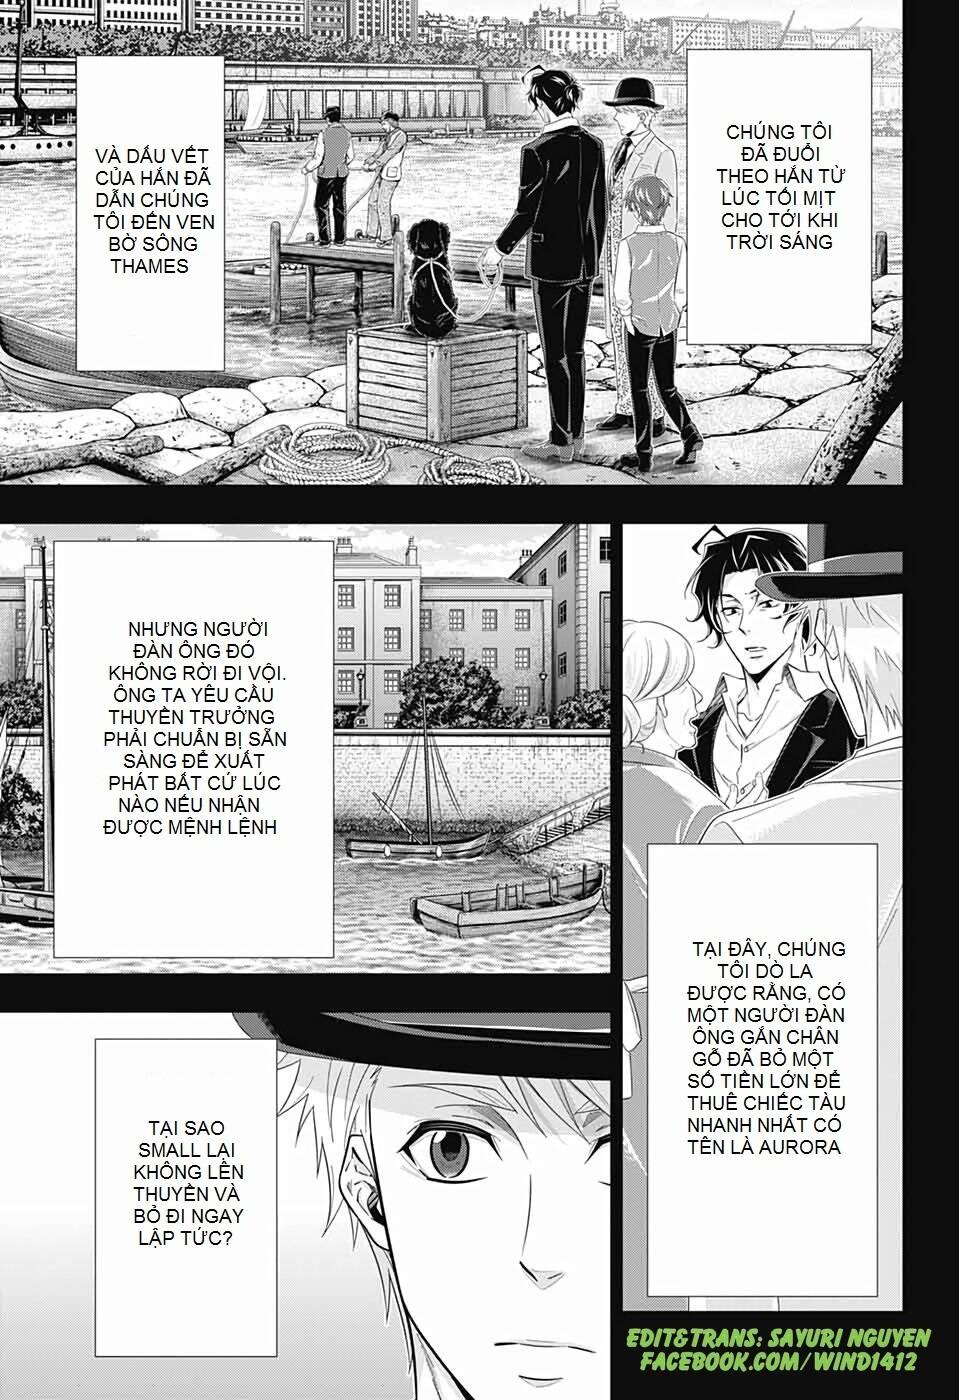 CHÚNG TÔI
ĐÃ ĐUỔI
THEO HẮN TỪ
LÚC TỐI MỊT
CHO TỚI KHI
TRỜI SÁNG
VÀ DẤU VẾT
CỦA HẮN ĐÃ
DẪN CHÚNG
TÔI ĐẾN VEN
BỜ SÔNG
THAMES
TẠI ĐÂY, CHÚNG
TÔI DÒ LA
ĐƯỢC RẰNG, CÓ
MỘT NGƯỜI ĐÀN
ÔNG GẮN CHÂN
GỖ ĐÃ BỎ MỘT
SỐ TIỀN LỚN ĐỂ
THUÊ CHIẾC TÀU
NHANH NHẤT CÓ
TÊN LÀ AURORA
NHƯNG NGƯỜI
ĐÀN ÔNG ĐÓ
KHÔNG RỜI ĐI VỘI.
ÔNG TA YÊU CẦU
THUYỀN TRƯỞNG
PHẢI CHUẨN BỊ SẴN
SÀNG ĐỂ XUẤT
PHÁT BẤT CỨ LÚC
NÀO NẾU NHẬN
ĐƯỢC MỆNH LỆNH
TẠI SAO
SMALL LẠI
KHÔNG LÊN
THUYỀN VÀ
BỎ ĐI NGAY
LẬP TỨC?
EDIT&TRANS: SAYURI NGUYEN
FACEBOOK.COM/WIND1412